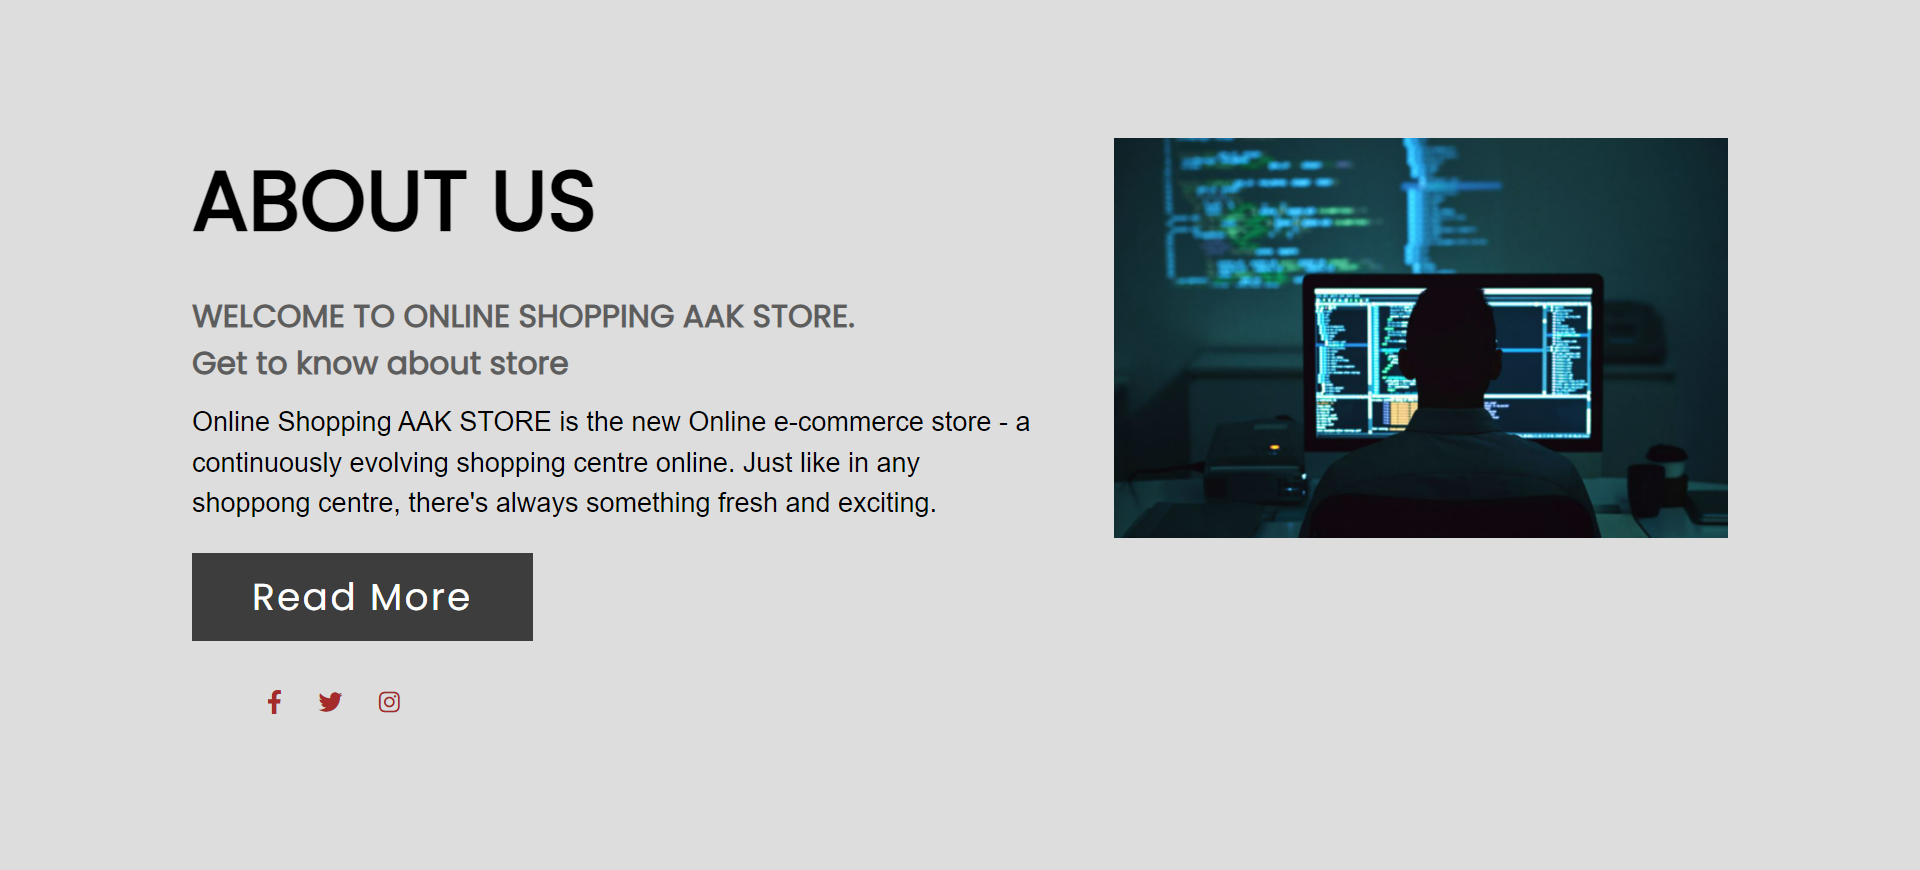 ABOUT US
WELCOME TO ONLINE SHOPPING AAK STORE.
Get to know about store
Online Shopping AAK STORE is the new Online e-commerce store - a
continuously evolving shopping centre online. Just like in any
shoppong centre, there's always something fresh and exciting.
Read More